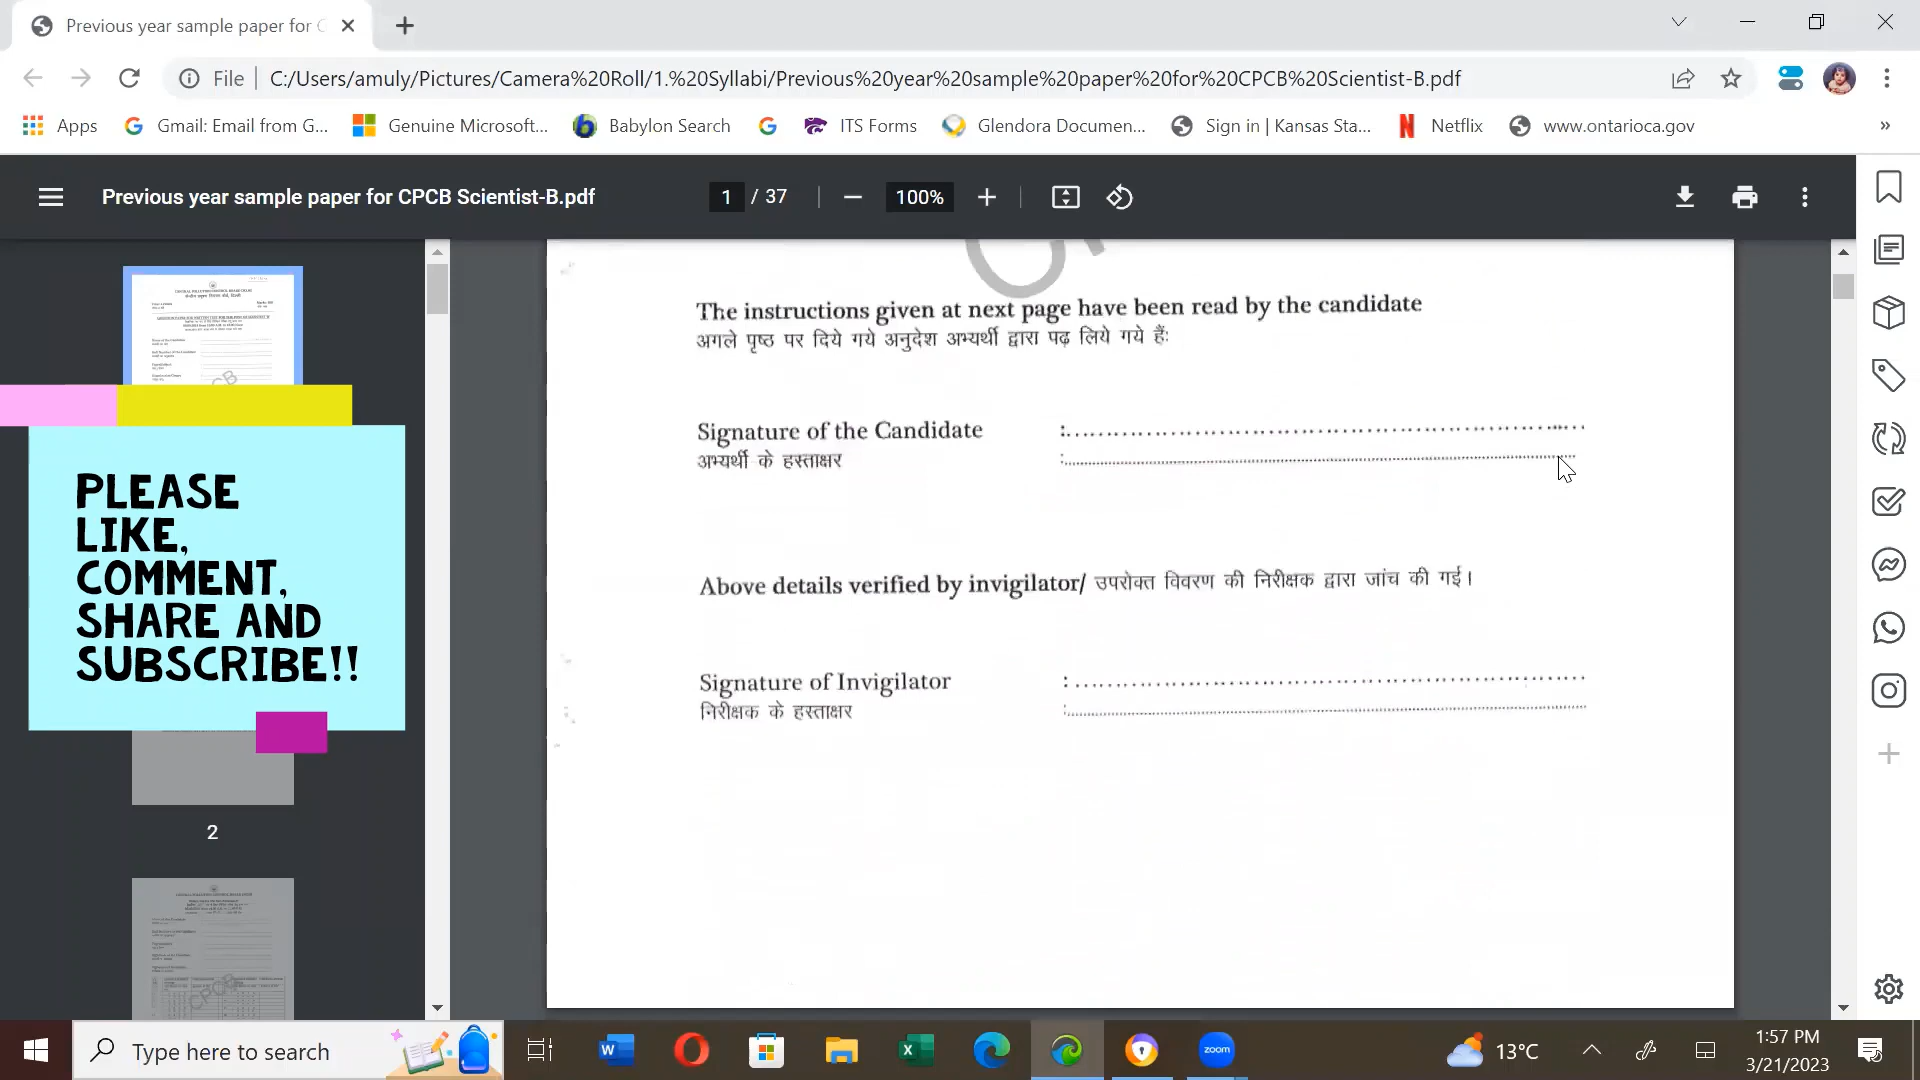 Previous year sample paper for C
File
C:/Users/amuly/Pictures/Camera%20Roll/1.%20Syllabi/Previous%20year%20sample%20paper%20for%20CPCB%20Scientist-B.pdf
Apps
Gmail: Email from G...
Genuine Microsoft...
Babylon Search
ITS Forms
Glendora Documen...
Sign in | Kansas Sta...
Netflix
www.ontarioca.gov
»
Previous year sample paper for CPCB Scientist-B.pdf
1 / 37
100%
The instructions given at next page have been read by the candidate
अगले पृष्ठ पर दिये गये अनुदेश अभ्यर्थी द्वारा पढ़ लिये गये हैंः
Signature of the Candidate
अभ्यर्थी के हस्ताक्षर
Above details verified by invigilator/ उपरोक्त विवरण की निरीक्षक द्वारा जांच की गई।
Signature of Invigilator
निरीक्षक के हस्ताक्षर
PLEASE
LIKE,
COMMENT,
SHARE AND
SUBSCRIBE!!
2
Type here to search
zoom
13°C
1:57 PM
3/21/2023